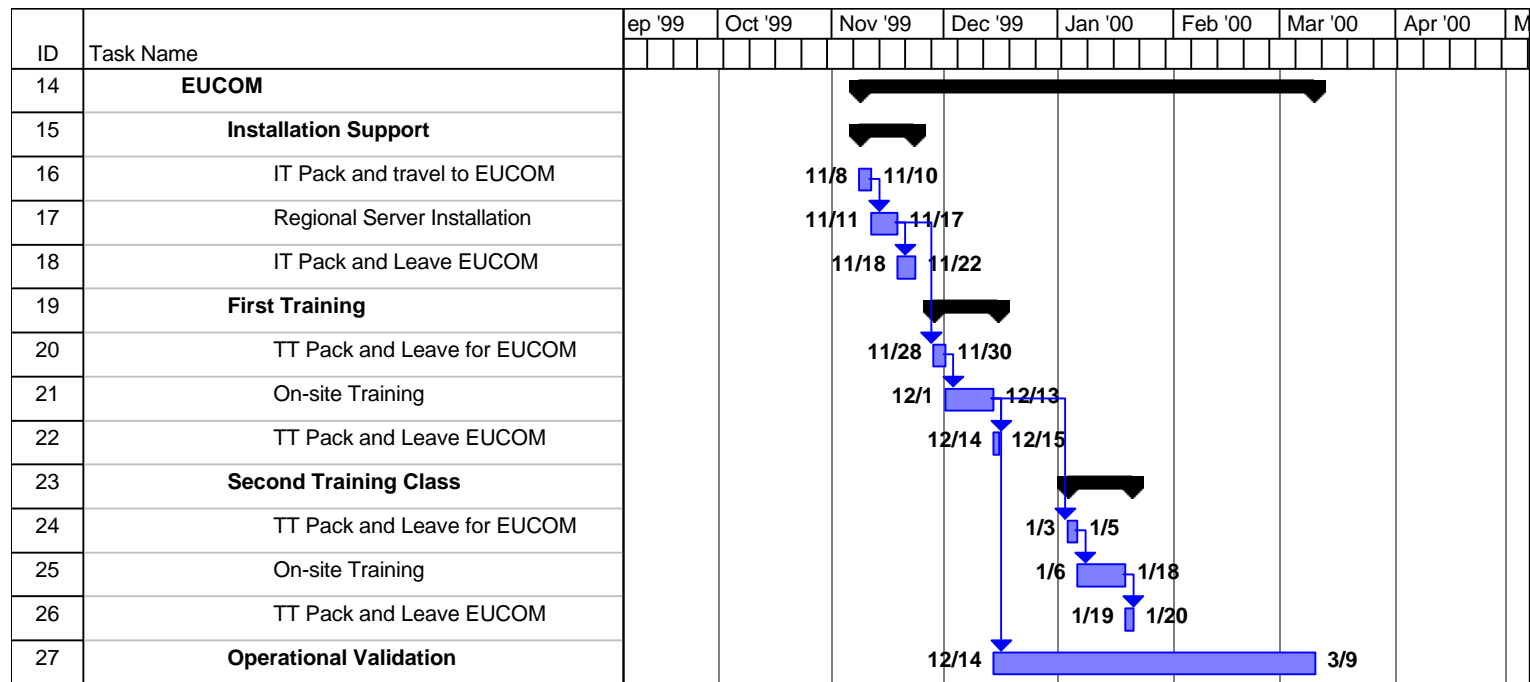 ep '99 Oct '99 Nov '99 Dec '99 Jan '00 Feb '00 Mar '00 Apr '00 M
ID Task Name
14 EUCOM
15 Installation Support
16 IT Pack and travel to EUCOM 11/8 11/10
17 Regional Server Installation 11/11 11/17
18 IT Pack and Leave EUCOM 11/18 11/22
19 First Training
20 TT Pack and Leave for EUCOM 11/28 11/30
21 On-site Training 12/1 12/13
22 TT Pack and Leave EUCOM 12/14 12/15
23 Second Training Class
24 TT Pack and Leave for EUCOM 1/3 1/5
25 On-site Training 1/6 1/18
26 TT Pack and Leave EUCOM 1/19 1/20
27 Operational Validation 12/14 3/9